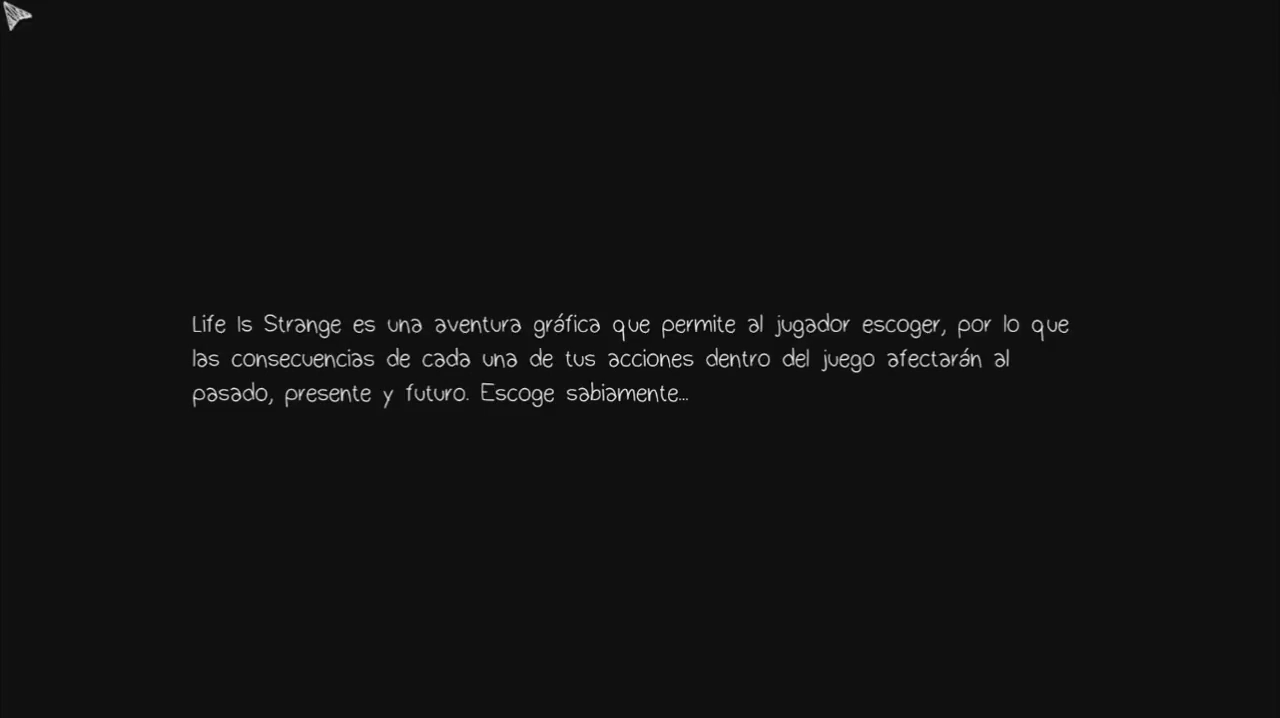 Life Is Strange es una aventura gráfica que permite al jugador escoger, por lo que
las consecuencias de cada una de tus acciones dentro del juego afectarán al
pasado, presente y futuro. Escoge sabiamente...